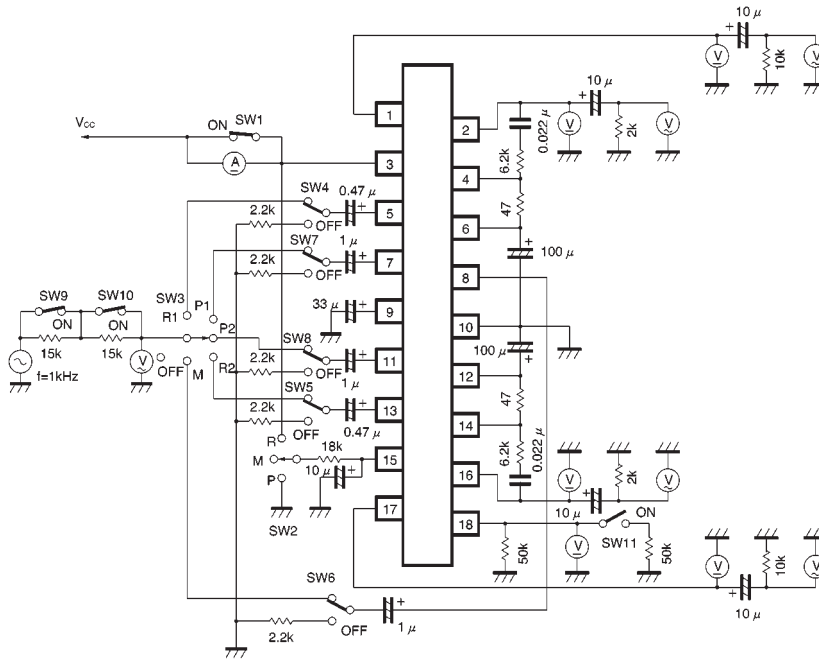 10 μ
+
V
10k
V
10 μ
+
V
2k
V
0.022 μ
6.2k
47
100 μ
+
VCC
ON SW1
A
1
2
3
4
5
6
7
8
9
10
11
12
13
14
15
16
17
18
SW4
0.47 μ
+
2.2k
OFF
SW7
1 μ
+
2.2k
OFF
33 μ
+
SW9
SW10
SW3
R1
P1
P2
ON
ON
15k
15k
V
OFF
M
R2
f=1kHz
SW8
2.2k
OFF
1 μ
+
SW5
2.2k
OFF
0.47 μ
+
R
M
P
18k
10 μ
+
SW2
100 μ
+
47
6.2k
0.022 μ
V
2k
V
10 μ
+
ON
SW11
50k
V
50k
V
10k
V
10 μ
+
SW6
OFF
2.2k
1 μ
+